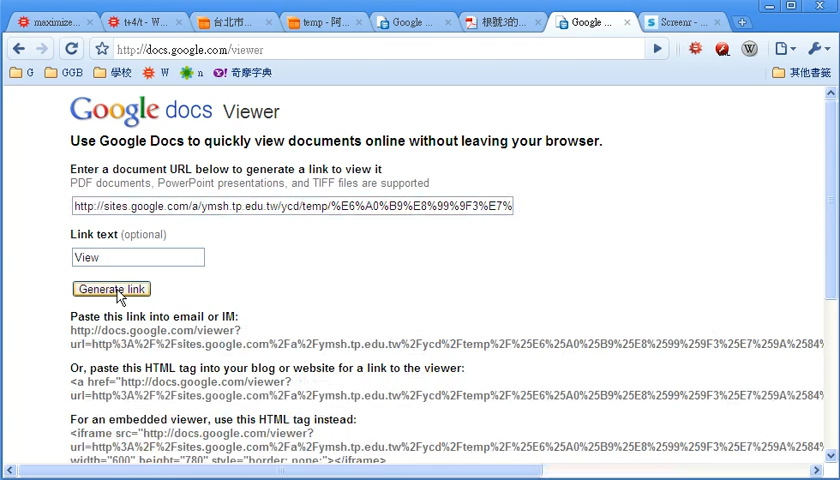 maximize...
t+4/t - W...
台北市...
temp - 阿...
Google ...
根號3的...
Google ...
Screenr - ...
http://docs.google.com/viewer
G
GGB
學校
W
n
Y!
奇摩字典
其他書籤
Google docs Viewer
Use Google Docs to quickly view documents online without leaving your browser.
Enter a document URL below to generate a link to view it
PDF documents, PowerPoint presentations, and TIFF files are supported
http://sites.google.com/a/ymsh.tp.edu.tw/ycd/temp/%E6%A0%B9%E8%99%9F3%E7%
Link text (optional)
View
Generate link
Paste this link into email or IM:
http://docs.google.com/viewer?
url=http%3A%2F%2Fsites.google.com%2Fa%2Fymsh.tp.edu.tw%2Fycd%2Ftemp%2F%25E6%25A0%25B9%25E8%2599%259F3%25E7%259A%2584%
Or, paste this HTML tag into your blog or website for a link to the viewer:
<a href="http://docs.google.com/viewer?
url=http%3A%2F%2Fsites.google.com%2Fa%2Fymsh.tp.edu.tw%2Fycd%2Ftemp%2F%25E6%25A0%25B9%25E8%2599%259F3%25E7%259A%2584%
For an embedded viewer, use this HTML tag instead:
<iframe src="http://docs.google.com/viewer?
url=http%3A%2F%2Fsites.google.com%2Fa%2Fymsh.tp.edu.tw%2Fycd%2Ftemp%2F%25E6%25A0%25B9%25E8%2599%259F3%25E7%259A%2584%
width="600" height="780" style="border: none;"></iframe>